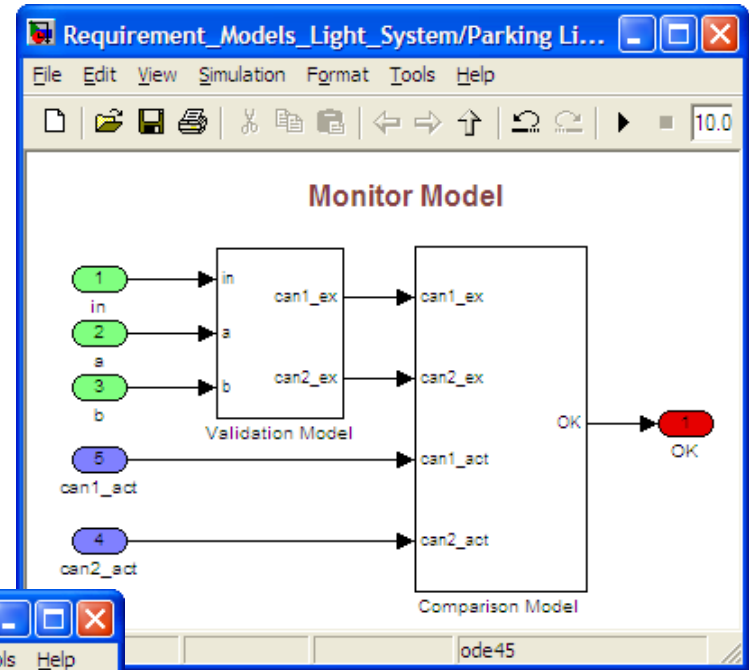 Requirement_Models_Light_System/Parking Li...
File Edit View Simulation Format Tools Help
10.0
Monitor Model
1
in
in
can1_ex
can1_ex
2
a
a
3
b
b
can2_ex
can2_ex
Validation Model
OK
1
OK
5
can1_act
can1_act
4
can2_act
can2_act
Comparison Model
ode45
Help